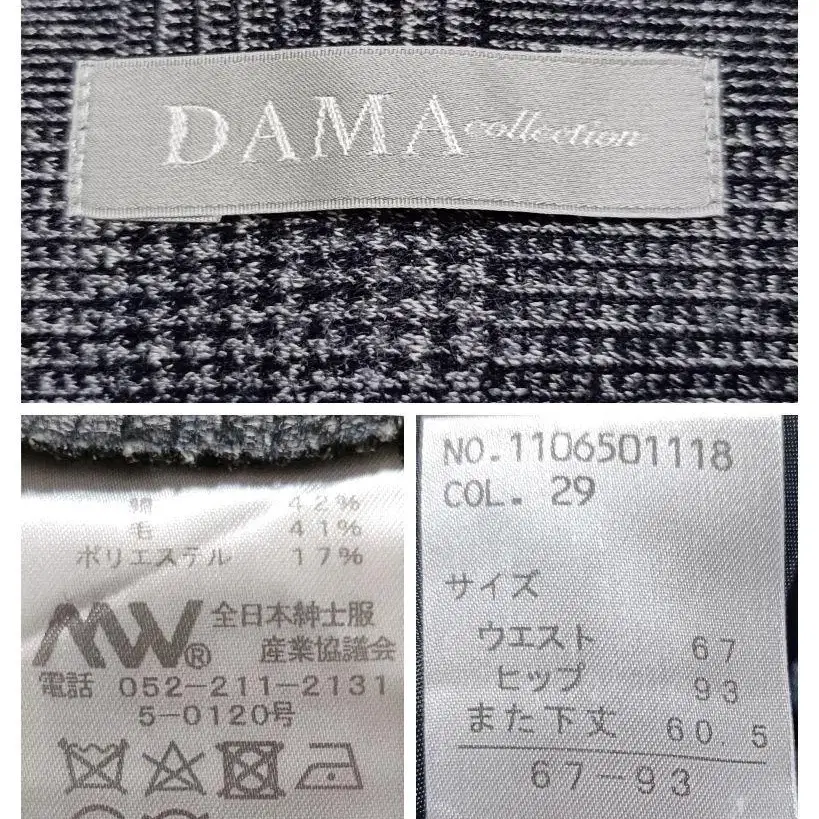 DAMA collection
綿 42%
毛 41%
ポリエステル 17%
MW®
全日本紳士服
産業協議会
電話 052-211-2131
5-0120号
NO.1106501118
COL. 29
サイズ
ウエスト 67
ヒップ 93
また下丈 60.5
67-93